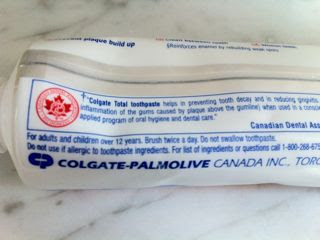 plaque build up
§Reinforces enamel by rebuilding weak spots
† "Colgate Total toothpaste helps in preventing tooth decay and in reducing gingivitis,
inflammation of the gums caused by plaque above the gumline) when used in a consci
applied program of oral hygiene and dental care."
Canadian Dental Ass
For adults and children over 12 years. Brush twice a day. Do not swallow toothpaste.
Do not use if allergic to toothpaste ingredients. For list of ingredients or questions call 1-800-268-675
COLGATE-PALMOLIVE CANADA INC., TORO